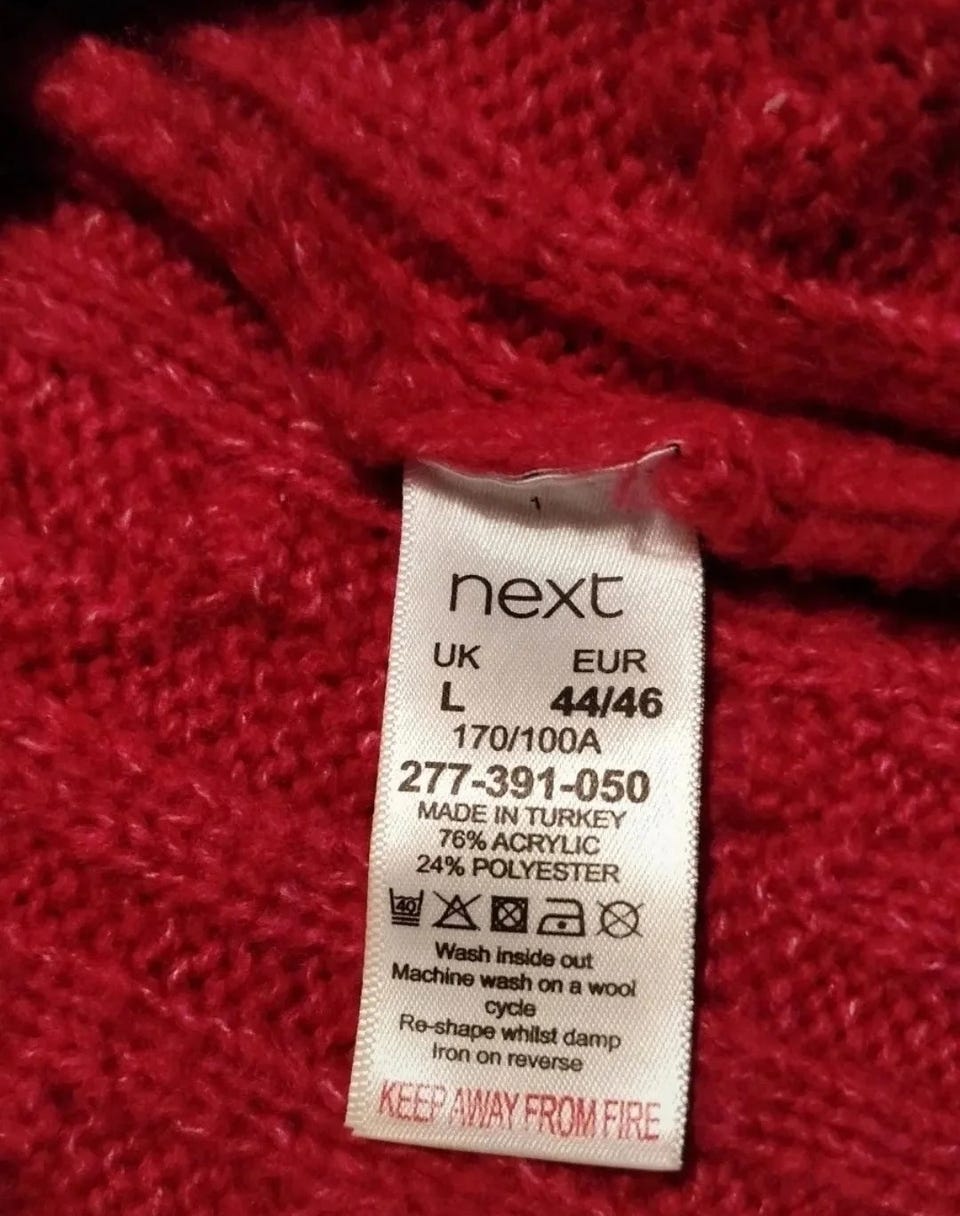 1
next
UK EUR
L 44/46
170/100A
277-391-050
MADE IN TURKEY
76% ACRYLIC
24% POLYESTER
40
Wash inside out
Machine wash on a wool
cycle
Re-shape whilst damp
Iron on reverse
KEEP AWAY FROM FIRE